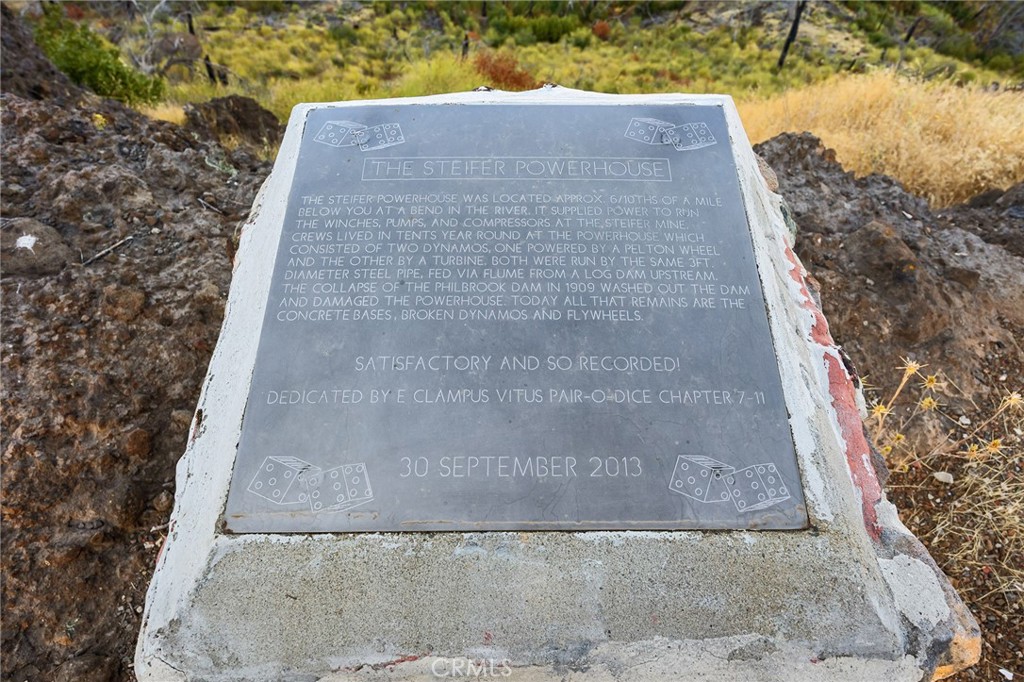 THE STEIFER POWERHOUSE
THE STEIFER POWERHOUSE WAS LOCATED APPROX. 6/10THS OF A MILE
BELOW YOU AT A BEND IN THE RIVER. IT SUPPLIED POWER TO RUN
THE WINCHES, PUMPS, AND COMPRESSORS AT THE STEIFER MINE.
CREWS LIVED IN TENTS YEAR ROUND AT THE POWERHOUSE WHICH
CONSISTED OF TWO DYNAMOS, ONE POWERED BY A PELTON WHEEL
AND THE OTHER BY A TURBINE. BOTH WERE RUN BY THE SAME 3FT.
DIAMETER STEEL PIPE, FED VIA FLUME FROM A LOG DAM UPSTREAM.
THE COLLAPSE OF THE PHILBROOK DAM IN 1909 WASHED OUT THE DAM
AND DAMAGED THE POWERHOUSE. TODAY ALL THAT REMAINS ARE THE
CONCRETE BASES, BROKEN DYNAMOS AND FLYWHEELS.
SATISFACTORY AND SO RECORDED!
DEDICATED BY E CLAMPUS VITUS PAIR-O-DICE CHAPTER 7-11
30 SEPTEMBER 2013
CRMLS